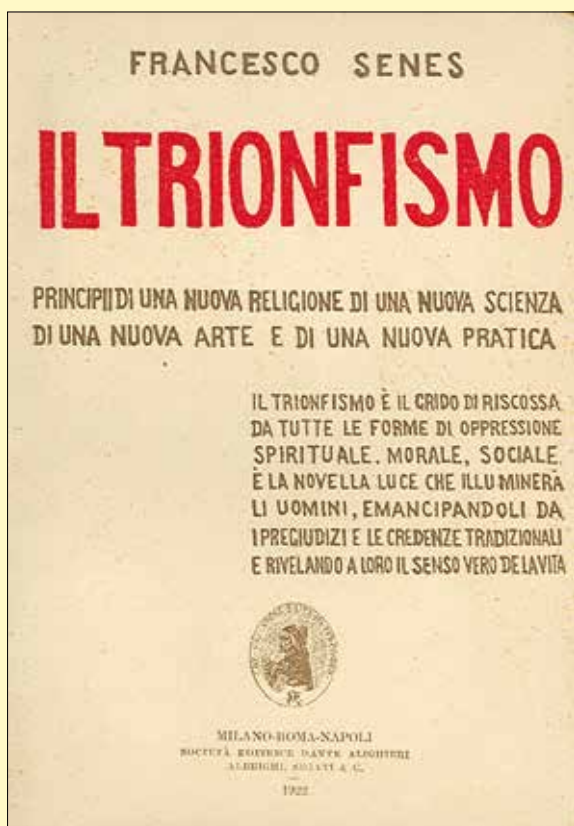 FRANCESCO SENES
IL TRIONFISMO
PRINCIPII DI UNA NUOVA RELIGIONE DI UNA NUOVA SCIENZA
DI UNA NUOVA ARTE E DI UNA NUOVA PRATICA
IL TRIONFISMO È IL GRIDO DI RISCOSSA
DA TUTTE LE FORME DI OPPRESSIONE
SPIRITUALE. MORALE, SOCIALE.
È LA NOVELLA LUCE CHE ILLUMINERÀ
LI UOMINI, EMANCIPANDOLI DA
I PREGIUDIZI E LE CREDENZE TRADIZIONALI
E RIVELANDO A LORO IL SENSO VERO DE LA VITA
MILANO-ROMA-NAPOLI
SOCIETÀ EDITRICE DANTE ALIGHIERI
ALBRIGHI, SEGATI & C.
1922